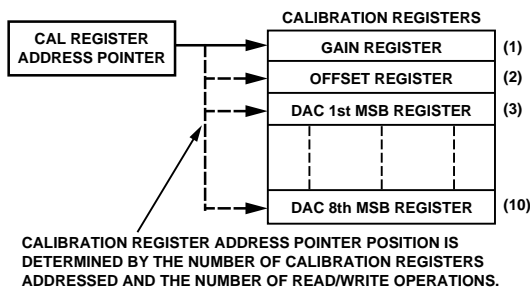 CALIBRATION REGISTERS
CAL REGISTER
ADDRESS POINTER
GAIN REGISTER (1)
OFFSET REGISTER (2)
DAC 1st MSB REGISTER (3)
DAC 8th MSB REGISTER (10)
CALIBRATION REGISTER ADDRESS POINTER POSITION IS
DETERMINED BY THE NUMBER OF CALIBRATION REGISTERS
ADDRESSED AND THE NUMBER OF READ/WRITE OPERATIONS.